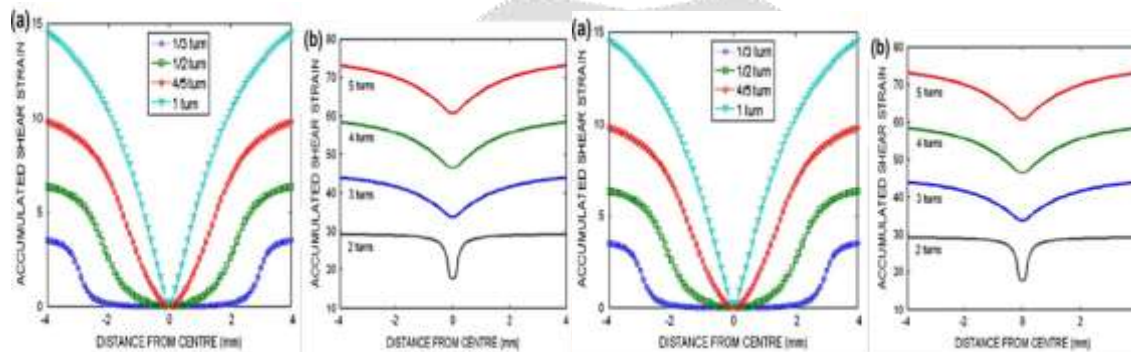 (a)
ACCUMULATED SHEAR STRAIN
15
10
5
0
1/3 turn
1/2 turn
4/5 turn
1 turn
-4 -2 0 2 4
DISTANCE FROM CENTRE (mm)
(b)
ACCUMULATED SHEAR STRAIN
80
70
60
50
40
30
20
10
5 turns
4 turns
3 turns
2 turns
-4 -2 0 2 4
DISTANCE FROM CENTRE (mm)
(a)
ACCUMULATED SHEAR STRAIN
15
10
5
0
1/3 turn
1/2 turn
4/5 turn
1 turn
-4 -2 0 2 4
DISTANCE FROM CENTRE (mm)
(b)
ACCUMULATED SHEAR STRAIN
80
70
60
50
40
30
20
10
5 turns
4 turns
3 turns
2 turns
-4 -2 0 2 4
DISTANCE FROM CENTRE (mm)